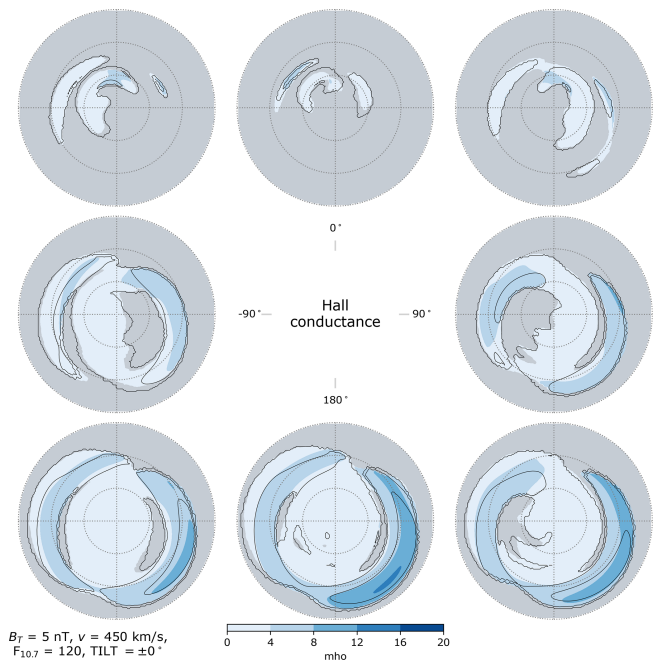 0°
-90° Hall 90°
conductance
180°
B_T = 5 nT, v = 450 km/s,
F_10.7 = 120, TILT = ±0°
0 4 8 12 16 20
mho